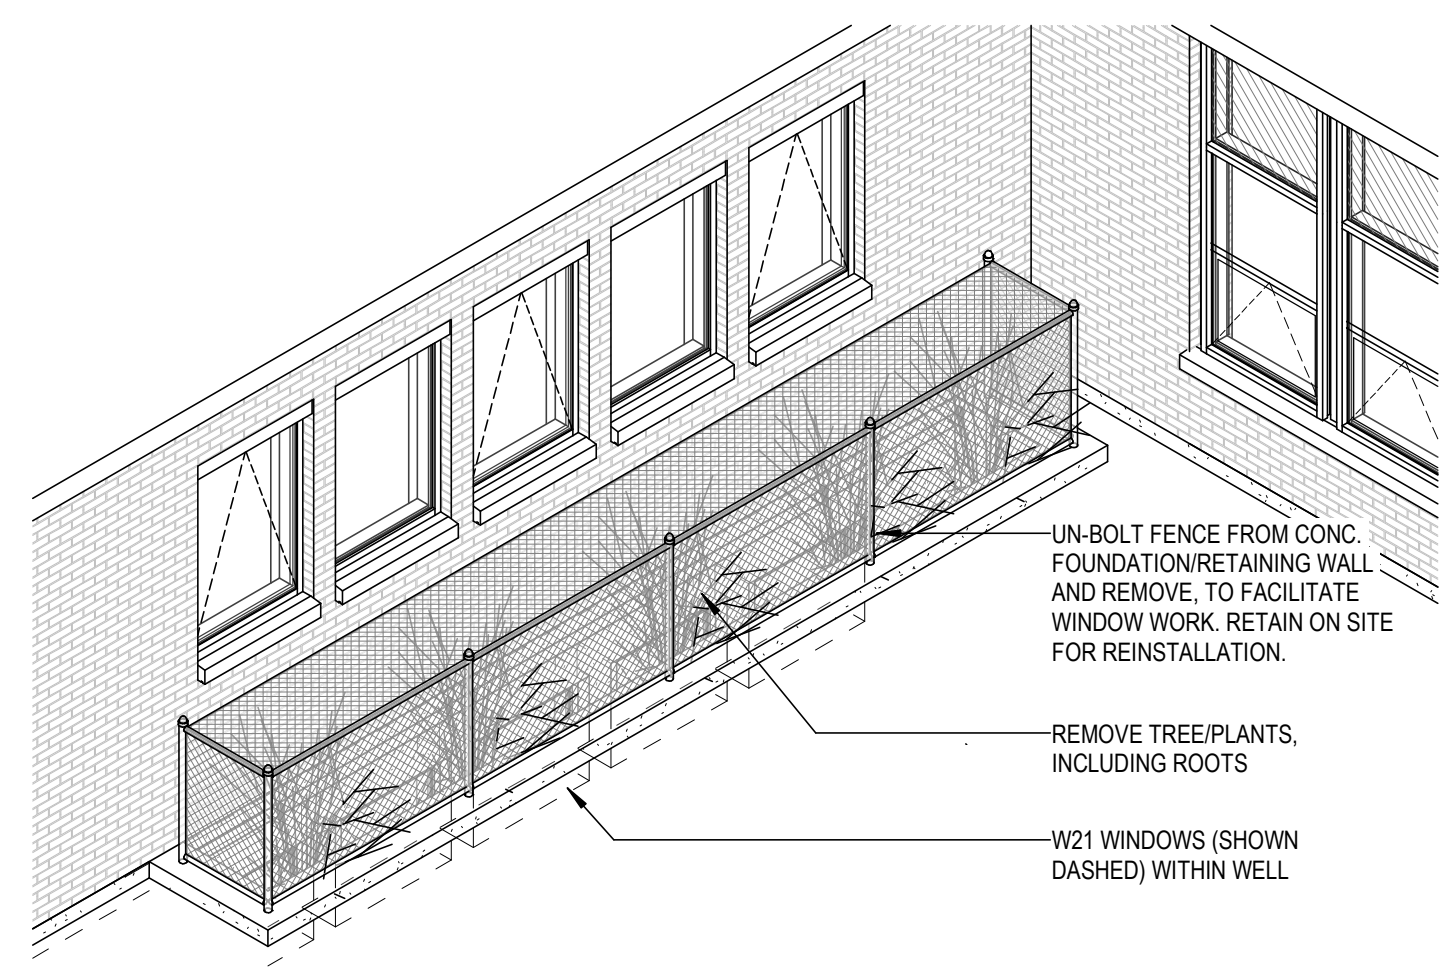 UN-BOLT FENCE FROM CONC.
FOUNDATION/RETAINING WALL
AND REMOVE, TO FACILITATE
WINDOW WORK. RETAIN ON SITE
FOR REINSTALLATION.
REMOVE TREE/PLANTS,
INCLUDING ROOTS
W21 WINDOWS (SHOWN
DASHED) WITHIN WELL